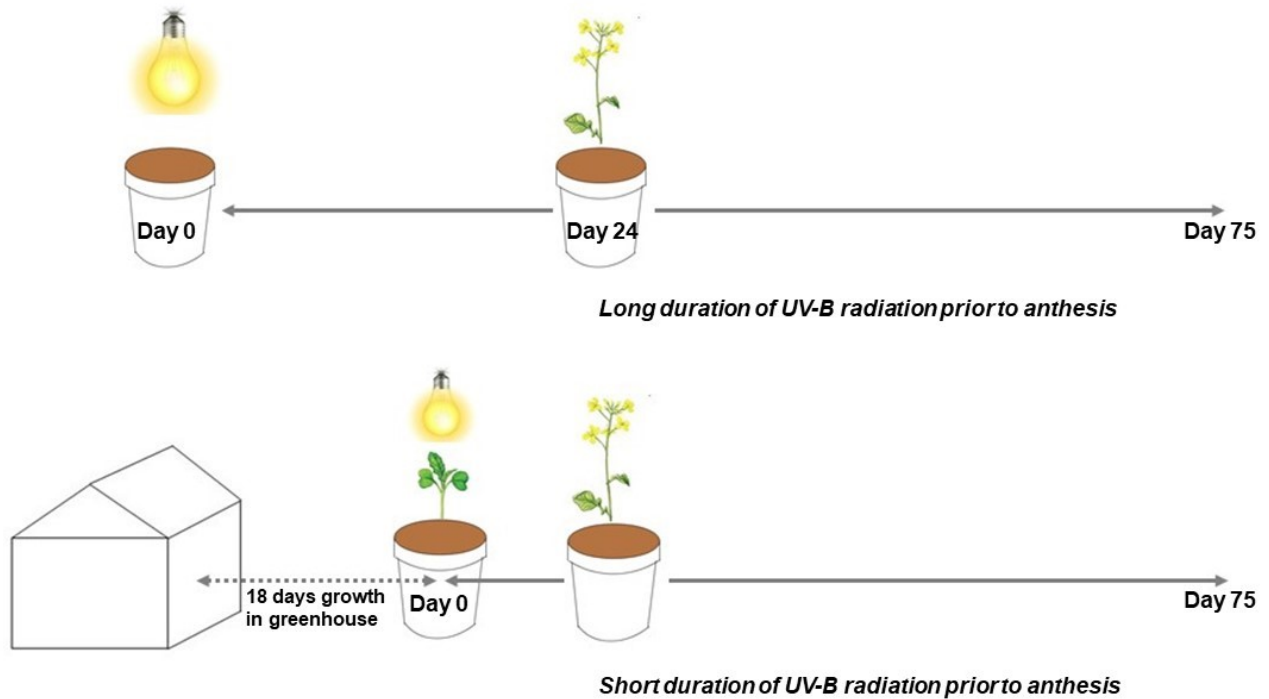 Day 0
Day 24
Day 75
Long duration of UV-B radiation prior to anthesis
18 days growth
in greenhouse
Day 0
Day 75
Short duration of UV-B radiation prior to anthesis